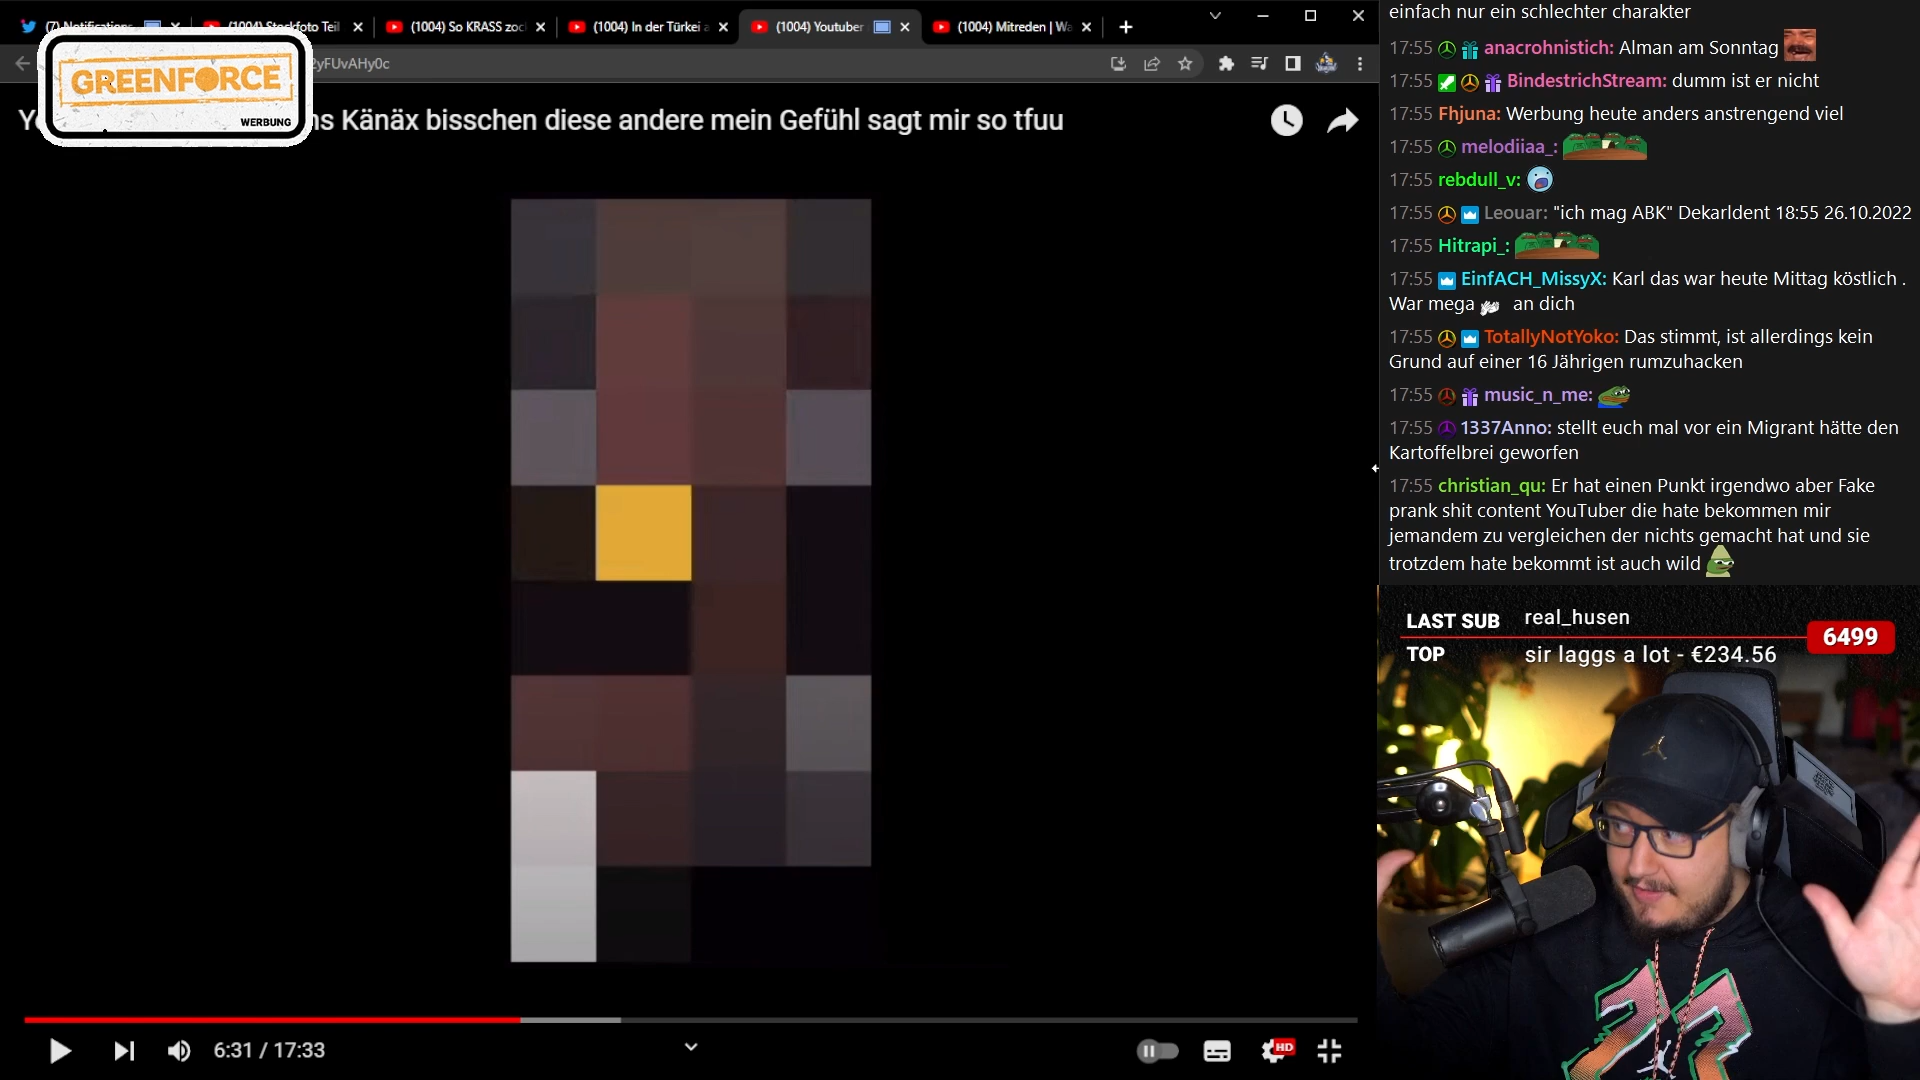 (7) Notifications
(1004) Stockfoto Teil
(1004) So KRASS zoc
(1004) In der Türkei a
(1004) Youtuber
(1004) Mitreden | Wa
2yFUvAHy0c
GREENFORCE
WERBUNG
ns Känäx bisschen diese andere mein Gefühl sagt mir so tfuu
6:31 / 17:33
HD
einfach nur ein schlechter charakter
17:55 anacrohnistich: Alman am Sonntag
17:55 BindestrichStream: dumm ist er nicht
17:55 Fhjuna: Werbung heute anders anstrengend viel
17:55 melodiiaa_:
17:55 rebdull_v:
17:55 Leouar: "ich mag ABK" DekarIdent 18:55 26.10.2022
17:55 Hitrapi_:
17:55 EinfACH_MissyX: Karl das war heute Mittag köstlich .
War mega an dich
17:55 TotallyNotYoko: Das stimmt, ist allerdings kein
Grund auf einer 16 Jährigen rumzuhacken
17:55 music_n_me:
17:55 1337Anno: stellt euch mal vor ein Migrant hätte den
Kartoffelbrei geworfen
17:55 christian_qu: Er hat einen Punkt irgendwo aber Fake
prank shit content YouTuber die hate bekommen mir
jemandem zu vergleichen der nichts gemacht hat und sie
trotzdem hate bekommt ist auch wild
LAST SUB real_husen
6499
TOP sir laggs a lot - €234.56